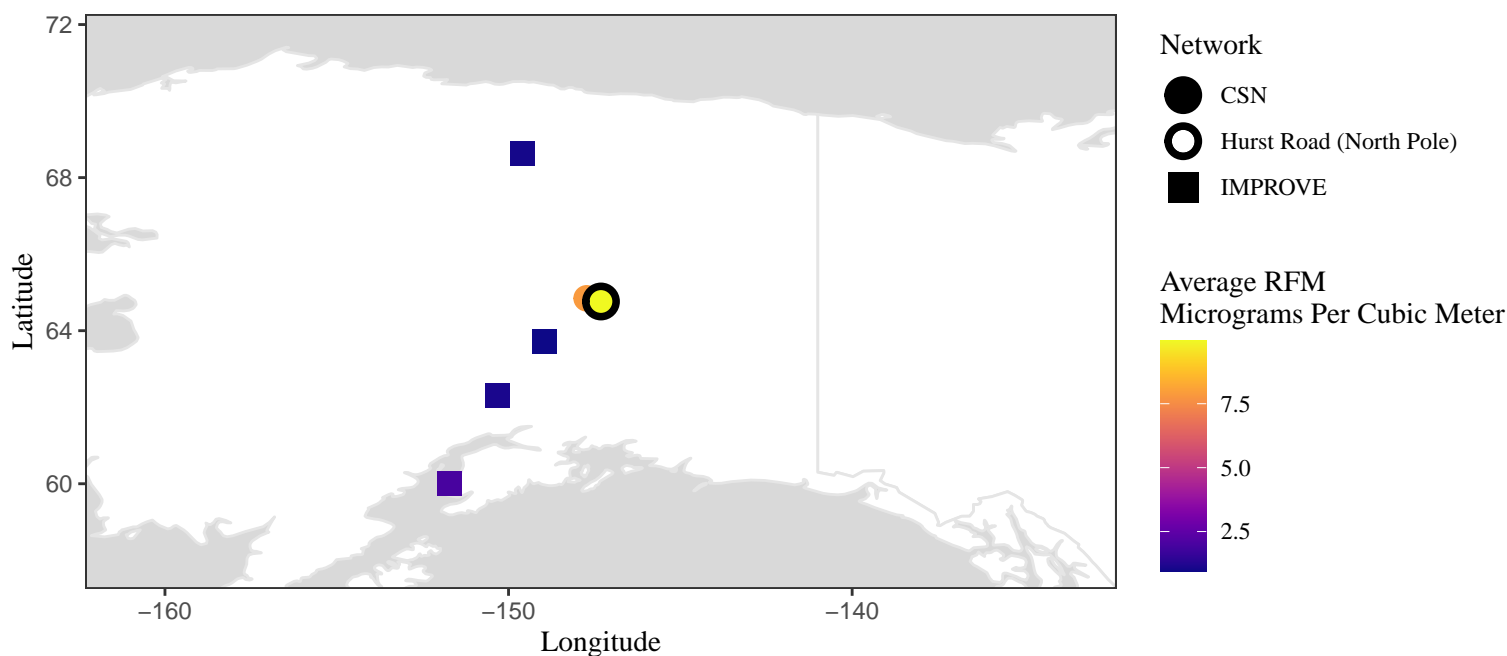 72
68
64
60
Latitude
−160
−150
−140
Longitude
Network
CSN
Hurst Road (North Pole)
IMPROVE
Average RFM
Micrograms Per Cubic Meter
7.5
5.0
2.5